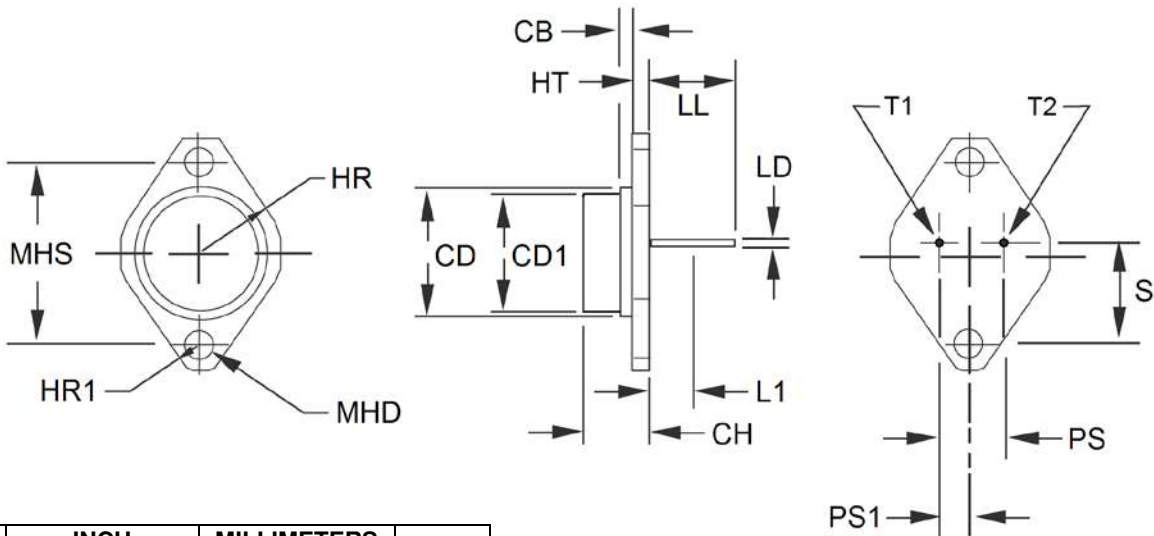 CB
HT
LL
T1
T2
HR
LD
MHS
CD
CD1
S
HR1
MHD
L1
CH
PS
PS1
INCH
MILLIMETERS